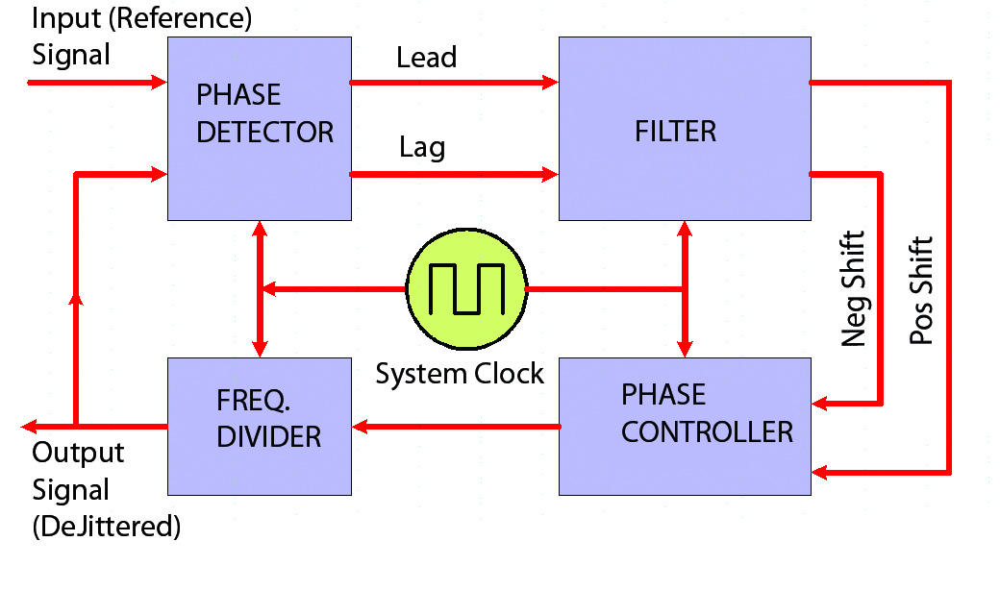 Input (Reference)
Signal
PHASE
DETECTOR
Lead
Lag
FILTER
Neg Shift
Pos Shift
System Clock
FREQ.
DIVIDER
PHASE
CONTROLLER
Output
Signal
(DeJittered)